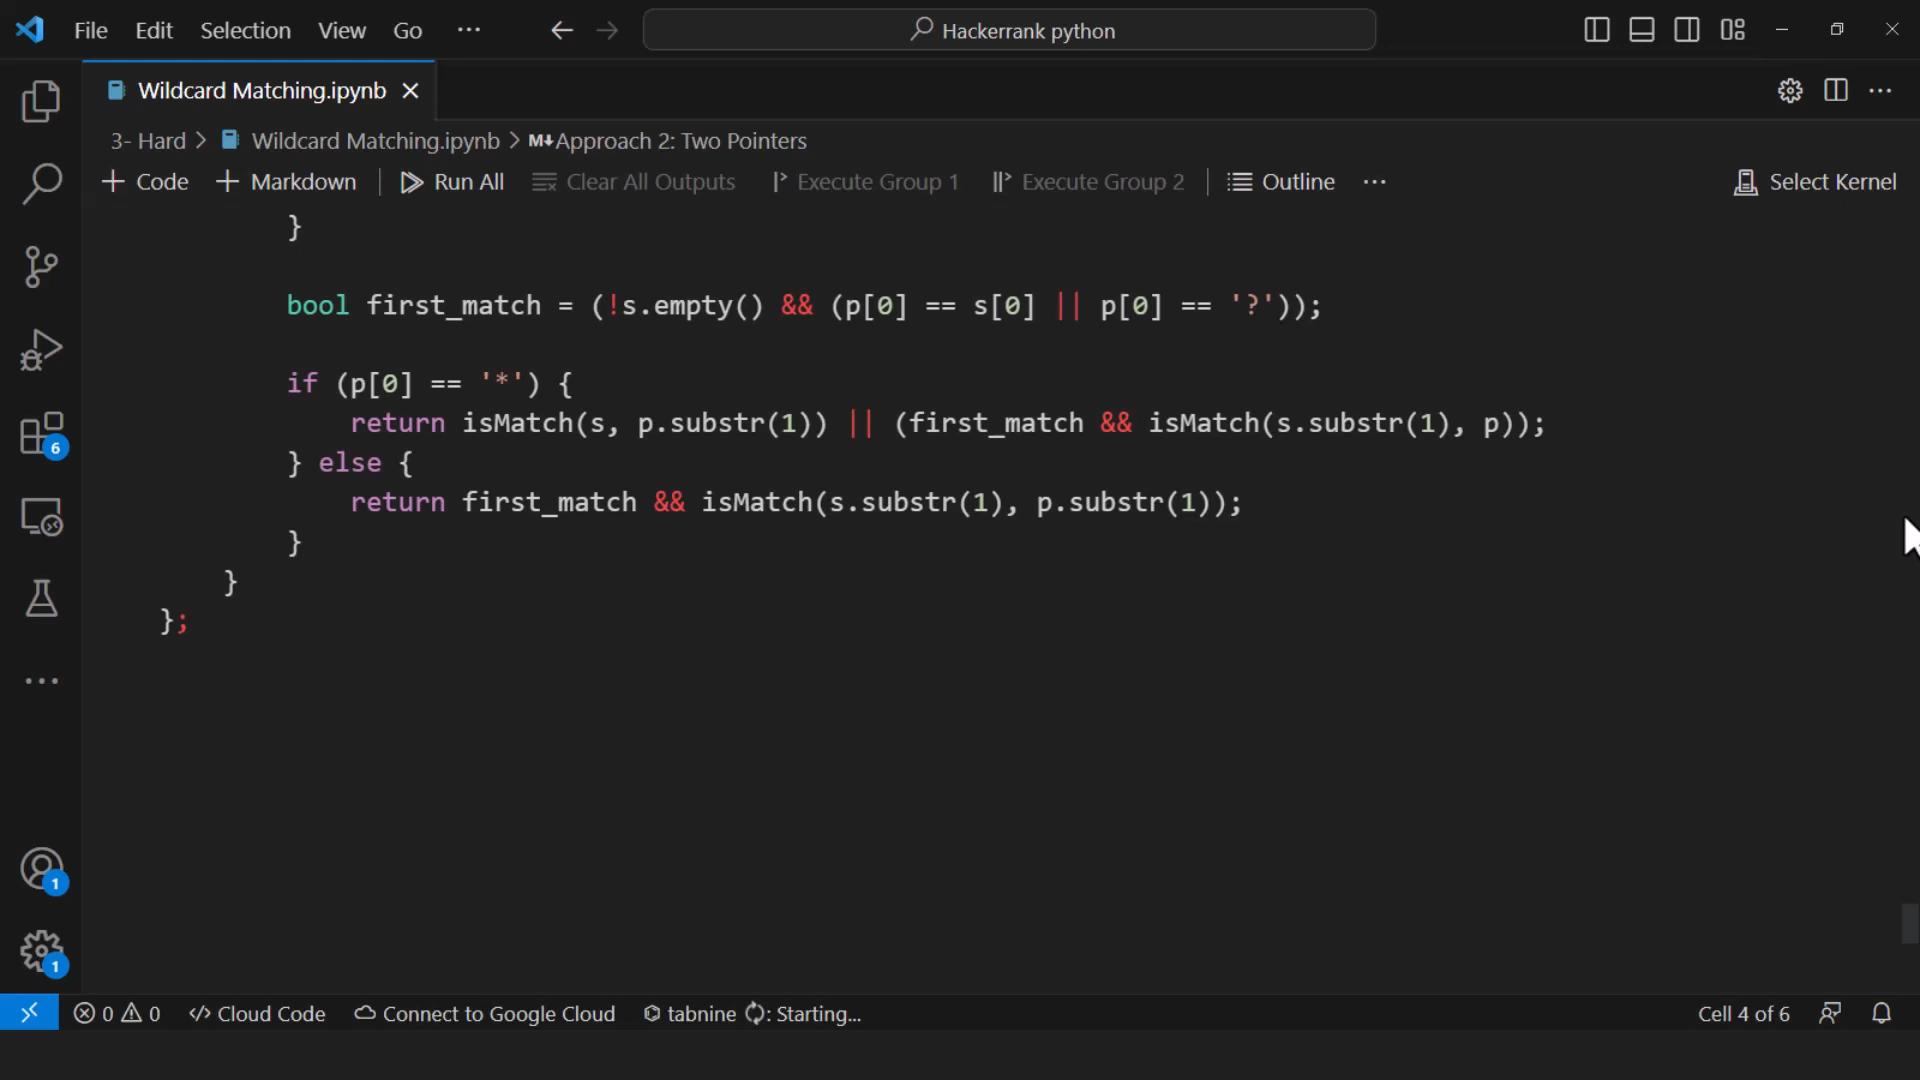 File Edit Selection View Go ··· Hackerrank python
Wildcard Matching.ipynb
3- Hard > Wildcard Matching.ipynb > M↓Approach 2: Two Pointers
+ Code + Markdown | Run All Clear All Outputs Execute Group 1 Execute Group 2 | Outline ··· Select Kernel
}
bool first_match = (!s.empty() && (p[0] == s[0] || p[0] == '?'));
if (p[0] == '*') {
return isMatch(s, p.substr(1)) || (first_match && isMatch(s.substr(1), p));
} else {
return first_match && isMatch(s.substr(1), p.substr(1));
}
}
};
6
1
1
0 0 Cloud Code Connect to Google Cloud tabnine : Starting... Cell 4 of 6